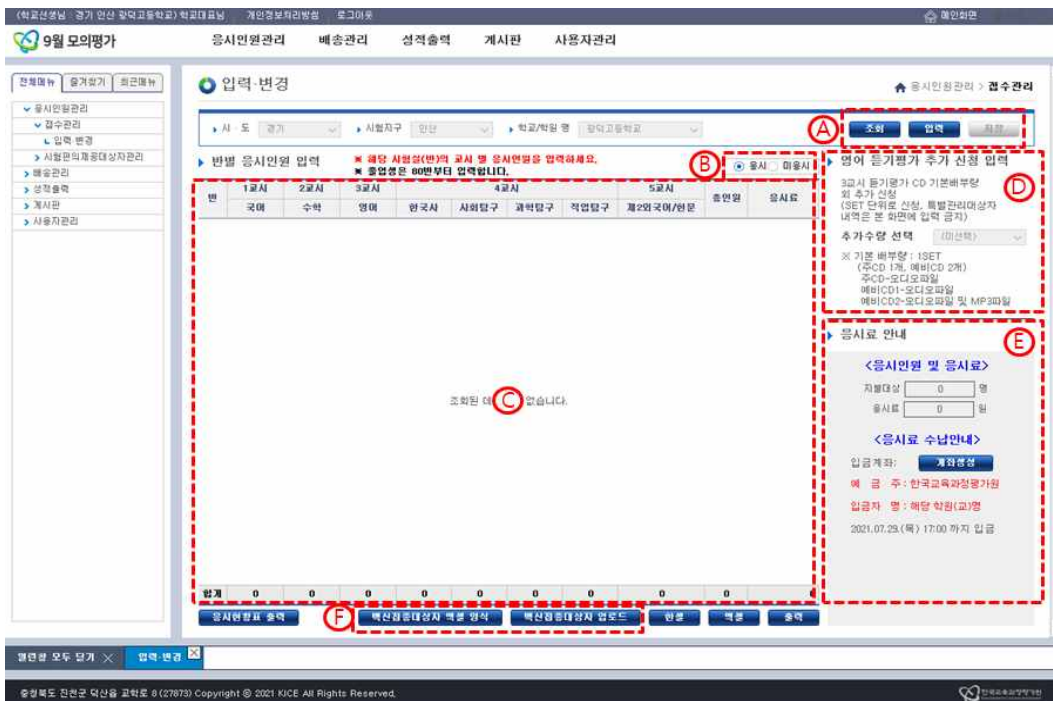 (학교선생님 : 경기 안산 광덕고등학교) 학교대표님 개인정보처리방침 로그아웃 메인화면
9월 모의평가 응시인원관리 배송관리 성적출력 게시판 사용자관리
전체메뉴 즐겨찾기 최근메뉴
응시인원관리
접수관리
입력·변경
시험편의제공대상자관리
배송관리
성적출력
게시판
사용자관리
입력·변경
응시인원관리 > 접수관리
시·도 경기 시험지구 안산 학교/학원 명 광덕고등학교
A 조회 입력 저장
반별 응시인원 입력
※ 해당 시험실(반)의 교시 별 응시인원을 입력하세요.
※ 졸업생은 80반부터 입력합니다.
B 응시 미응시
반 1교시 2교시 3교시 4교시 5교시 총인원 응시료
국어 수학 영어 한국사 사회탐구 과학탐구 직업탐구 제2외국어/한문
조회된 데 C 없습니다.
합계 0 0 0 0 0 0 0 0 0 0
응시현황표 출력 F 백신접종대상자 엑셀 양식 백신접종대상자 업로드 한셀 엑셀 출력
영어 듣기평가 추가 신청 입력
D
3교시 듣기평가 CD 기본배부량
외 추가 신청
(SET 단위로 신청, 특별관리대상자
내역은 본 화면에 입력 금지)
추가수량 선택 (미선택)
※ 기본 배부량 : 1SET
(주CD 1개, 예비CD 2개)
주CD-오디오파일
예비CD1-오디오파일
예비CD2-오디오파일 및 MP3파일
응시료 안내
E
<응시인원 및 응시료>
지불대상 0 명
응시료 0 원
<응시료 수납안내>
입금계좌: 계좌생성
예 금 주 : 한국교육과정평가원
입금자 명 : 해당 학원(교)명
2021.07.29.(목) 17:00 까지 입금
열린창 모두 닫기 입력·변경
충청북도 진천군 덕산읍 교학로 8 (27873) Copyright © 2021 KICE All Rights Reserved.
한국교육과정평가원